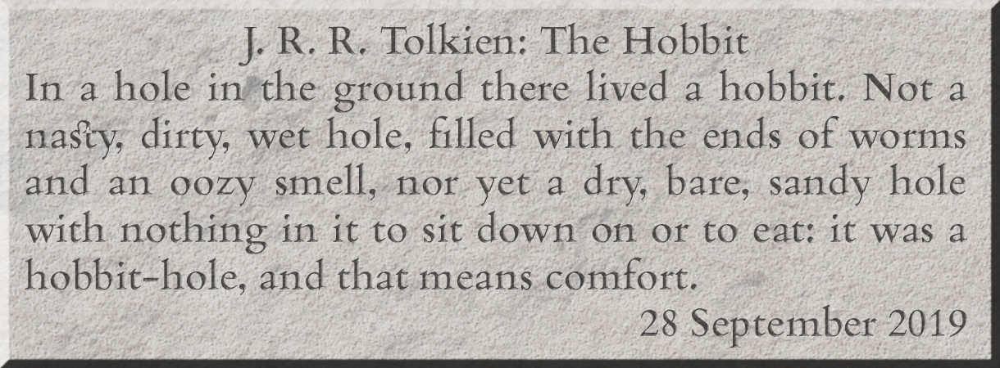 J. R. R. Tolkien: The Hobbit
In a hole in the ground there lived a hobbit. Not a
nasty, dirty, wet hole, filled with the ends of worms
and an oozy smell, nor yet a dry, bare, sandy hole
with nothing in it to sit down on or to eat: it was a
hobbit-hole, and that means comfort.
28 September 2019